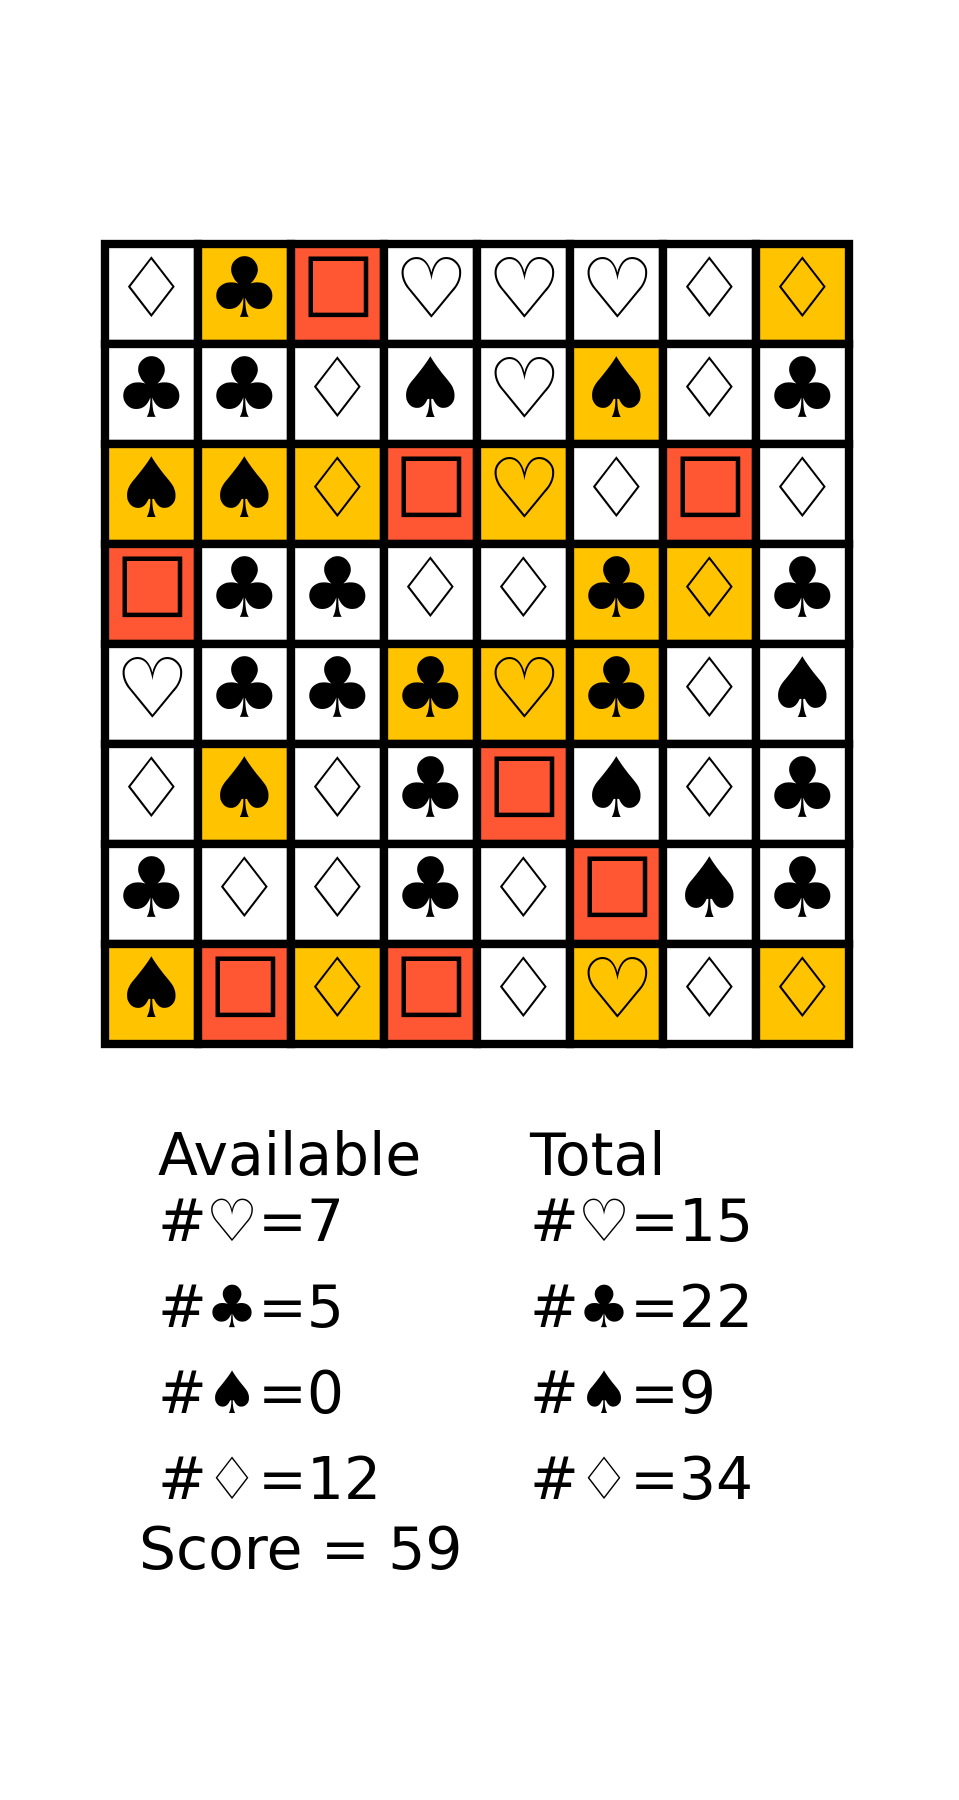 ♢ ♣ □ ♡ ♡ ♡ ♢ ♢
♣ ♣ ♢ ♠ ♡ ♠ ♢ ♣
♠ ♠ ♢ □ ♡ ♢ □ ♢
□ ♣ ♣ ♢ ♢ ♣ ♢ ♣
♡ ♣ ♣ ♣ ♡ ♣ ♢ ♠
♢ ♠ ♢ ♣ □ ♠ ♢ ♣
♣ ♢ ♢ ♣ ♢ □ ♠ ♣
♠ □ ♢ □ ♢ ♡ ♢ ♢
Available Total
#♡=7 #♡=15
#♣=5 #♣=22
#♠=0 #♠=9
#♢=12 #♢=34
Score = 59